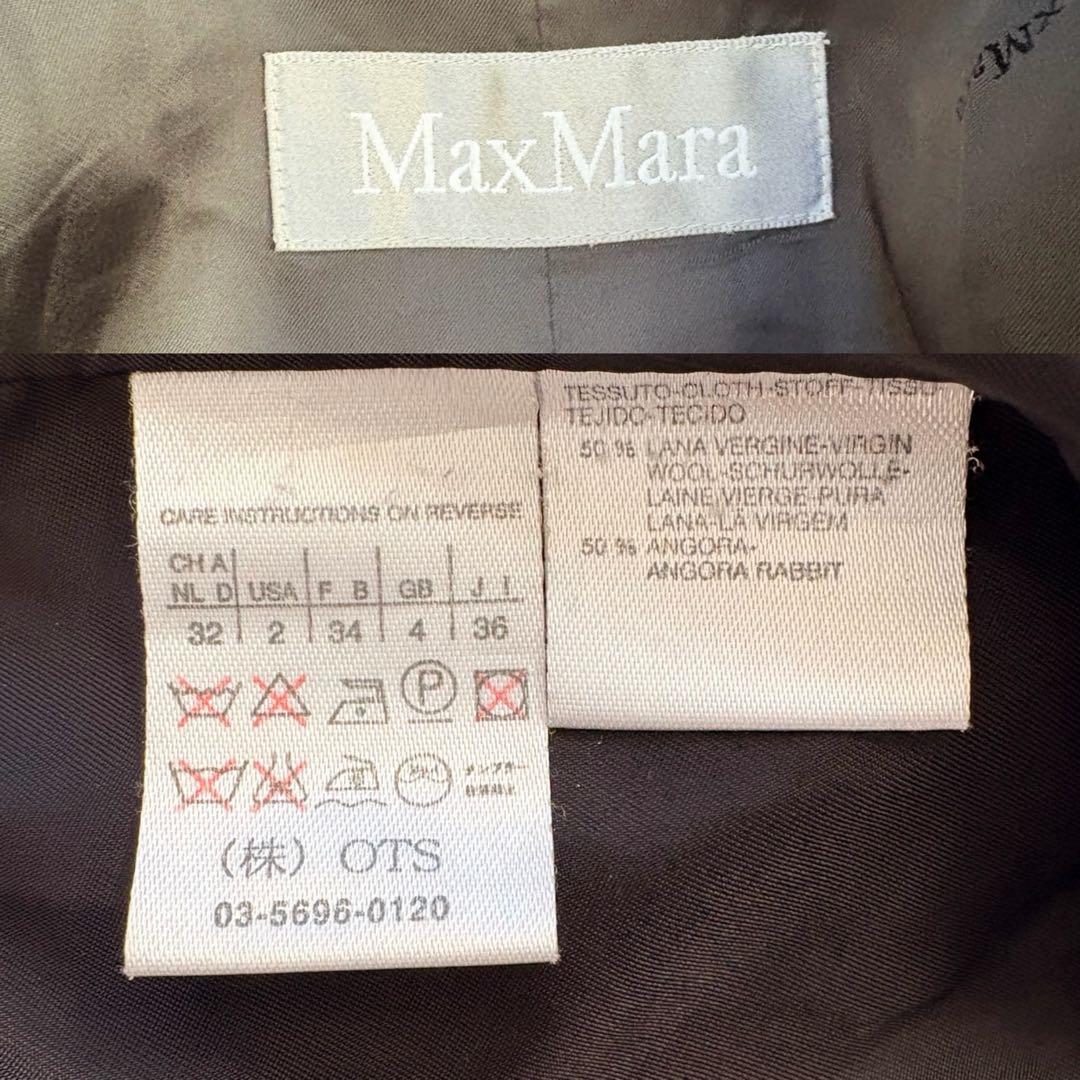 MaxMara
xM
CARE INSTRUCTIONS ON REVERSE
CH A
NL D USA F B GB J I
32 2 34 4 36
P
(株) OTS
03-5696-0120
TESSUTO-CLOTH-STOFF-TISSU
TEJIDO-TECIDO
50 % LANA VERGINE-VIRGIN
WOOL-SCHURWOLLE-
LAINE VIERGE-PURA
LANA-LÀ VIRGEM
50 % ANGORA-
ANGORA RABBIT